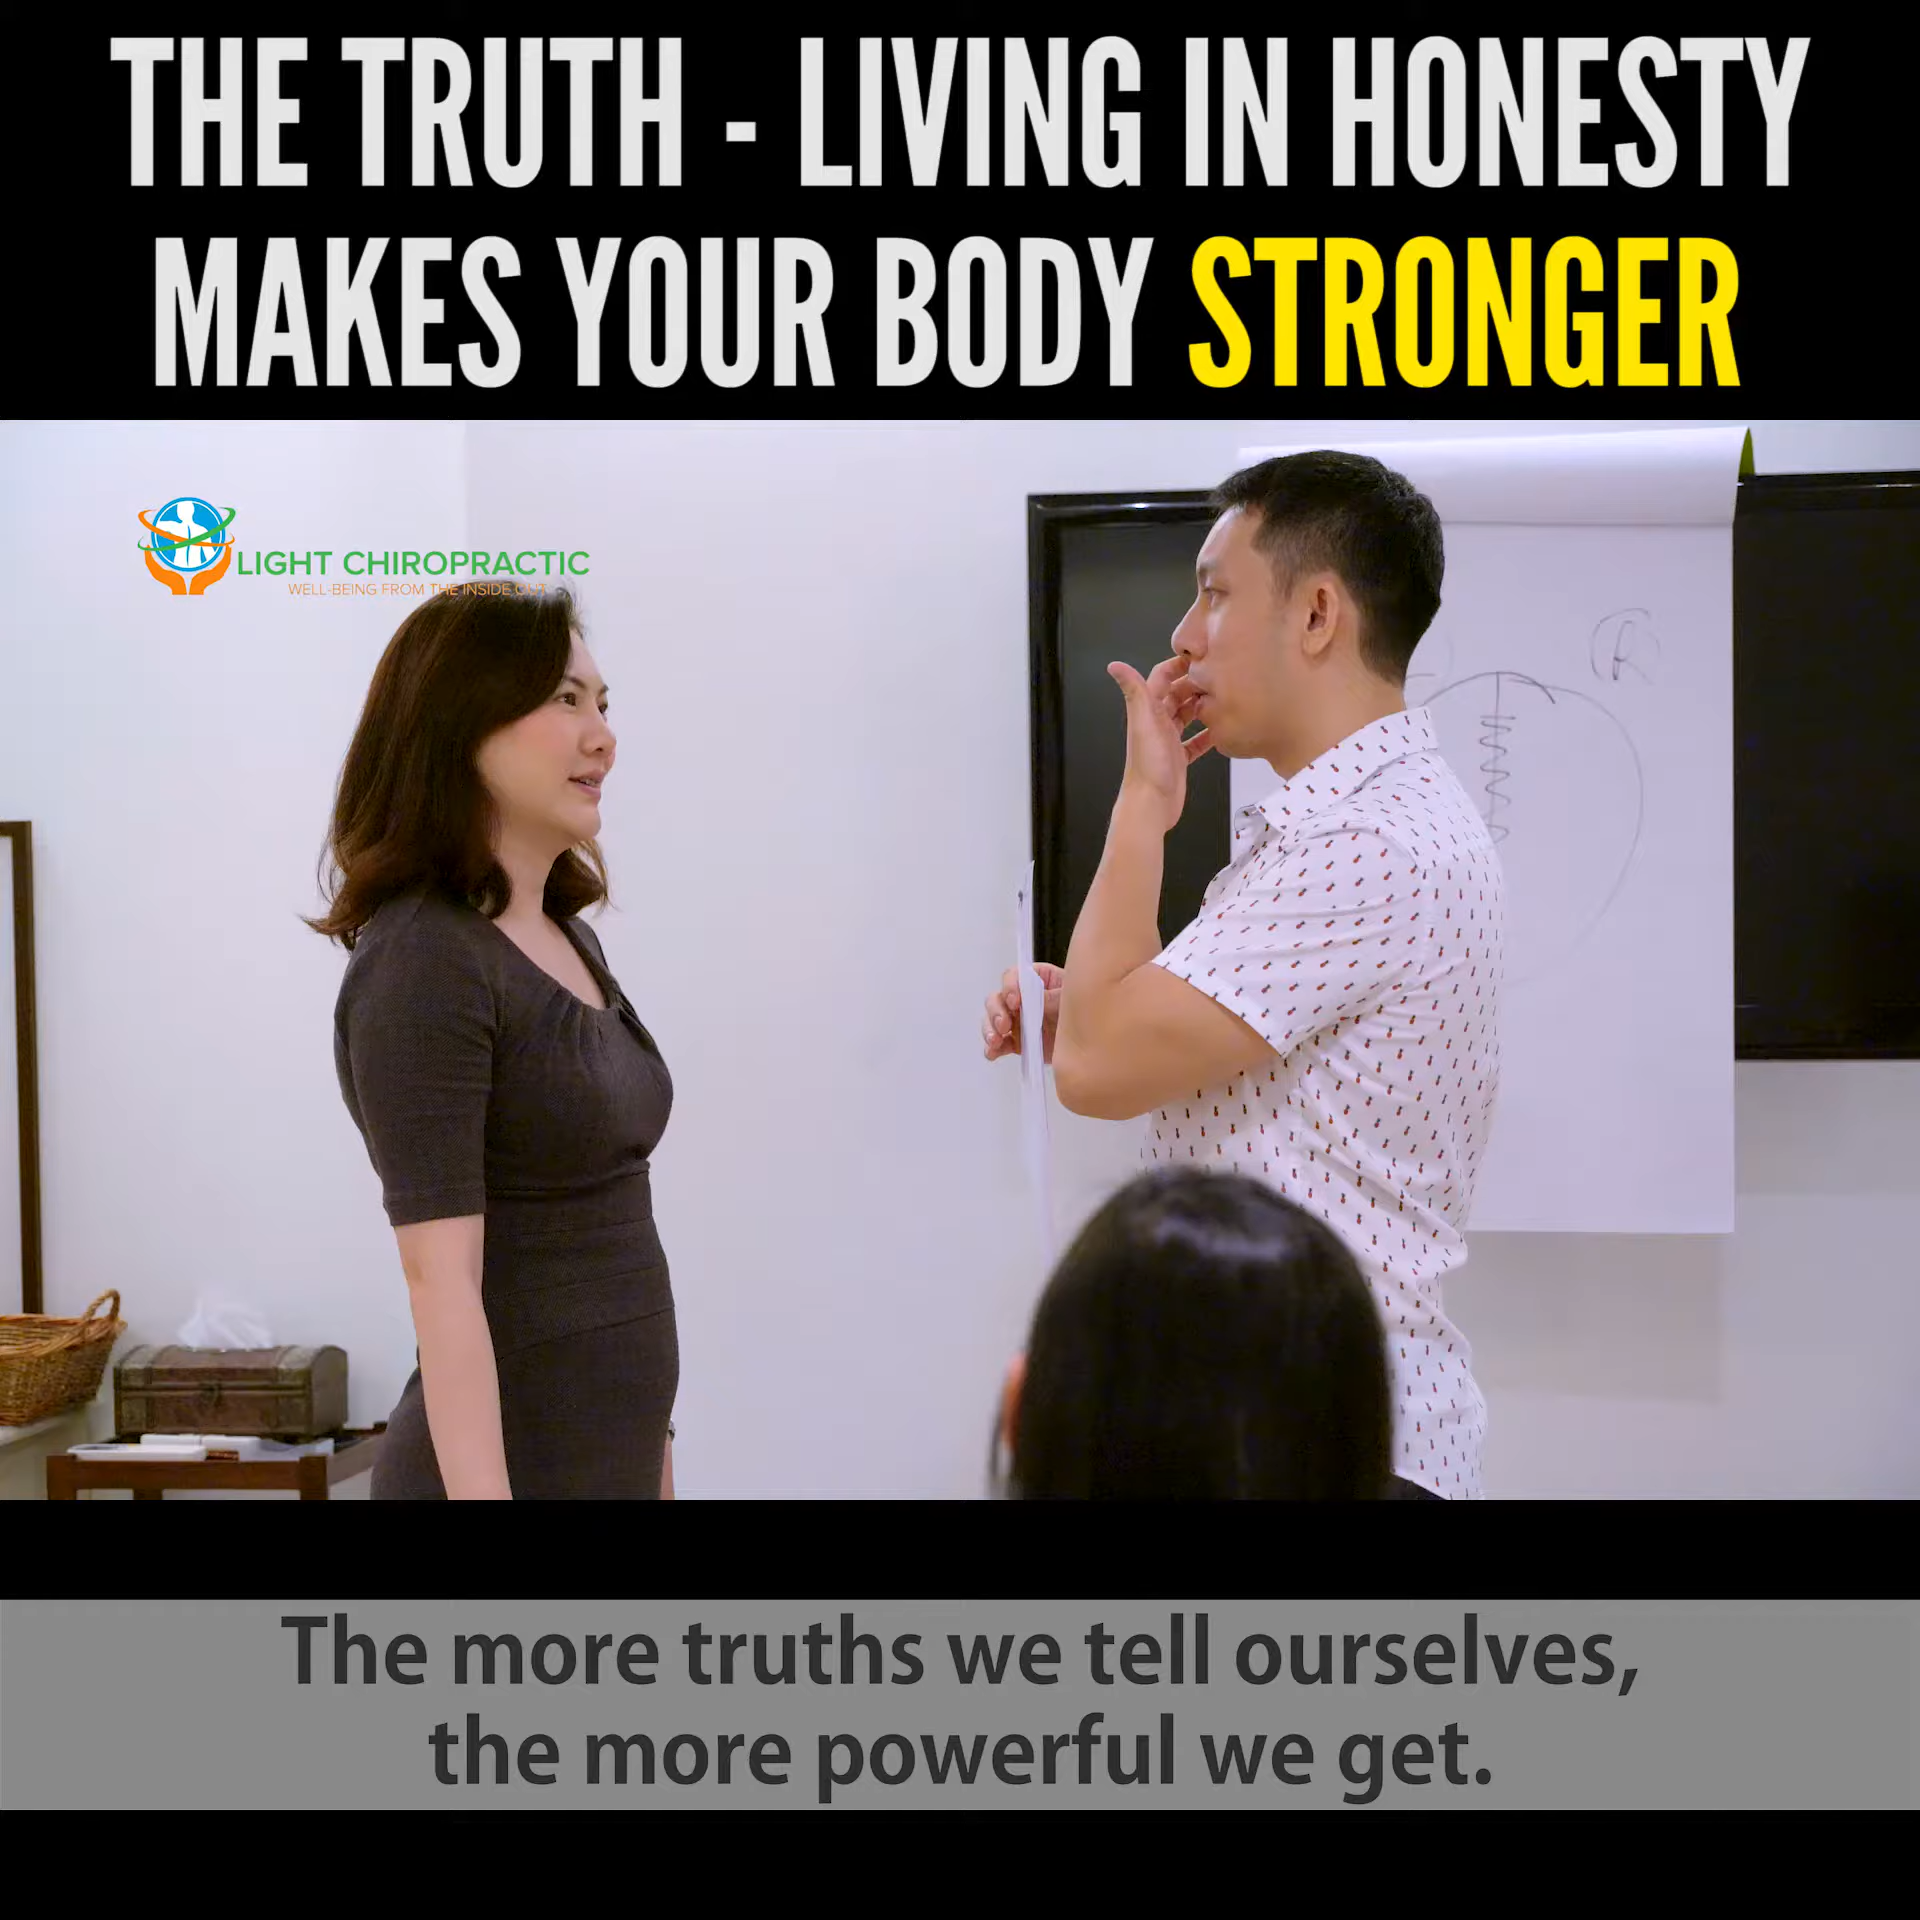 THE TRUTH - LIVING IN HONESTY
MAKES YOUR BODY STRONGER
LIGHT CHIROPRACTIC
WELL-BEING FROM THE INSIDE OUT
R
The more truths we tell ourselves,
the more powerful we get.